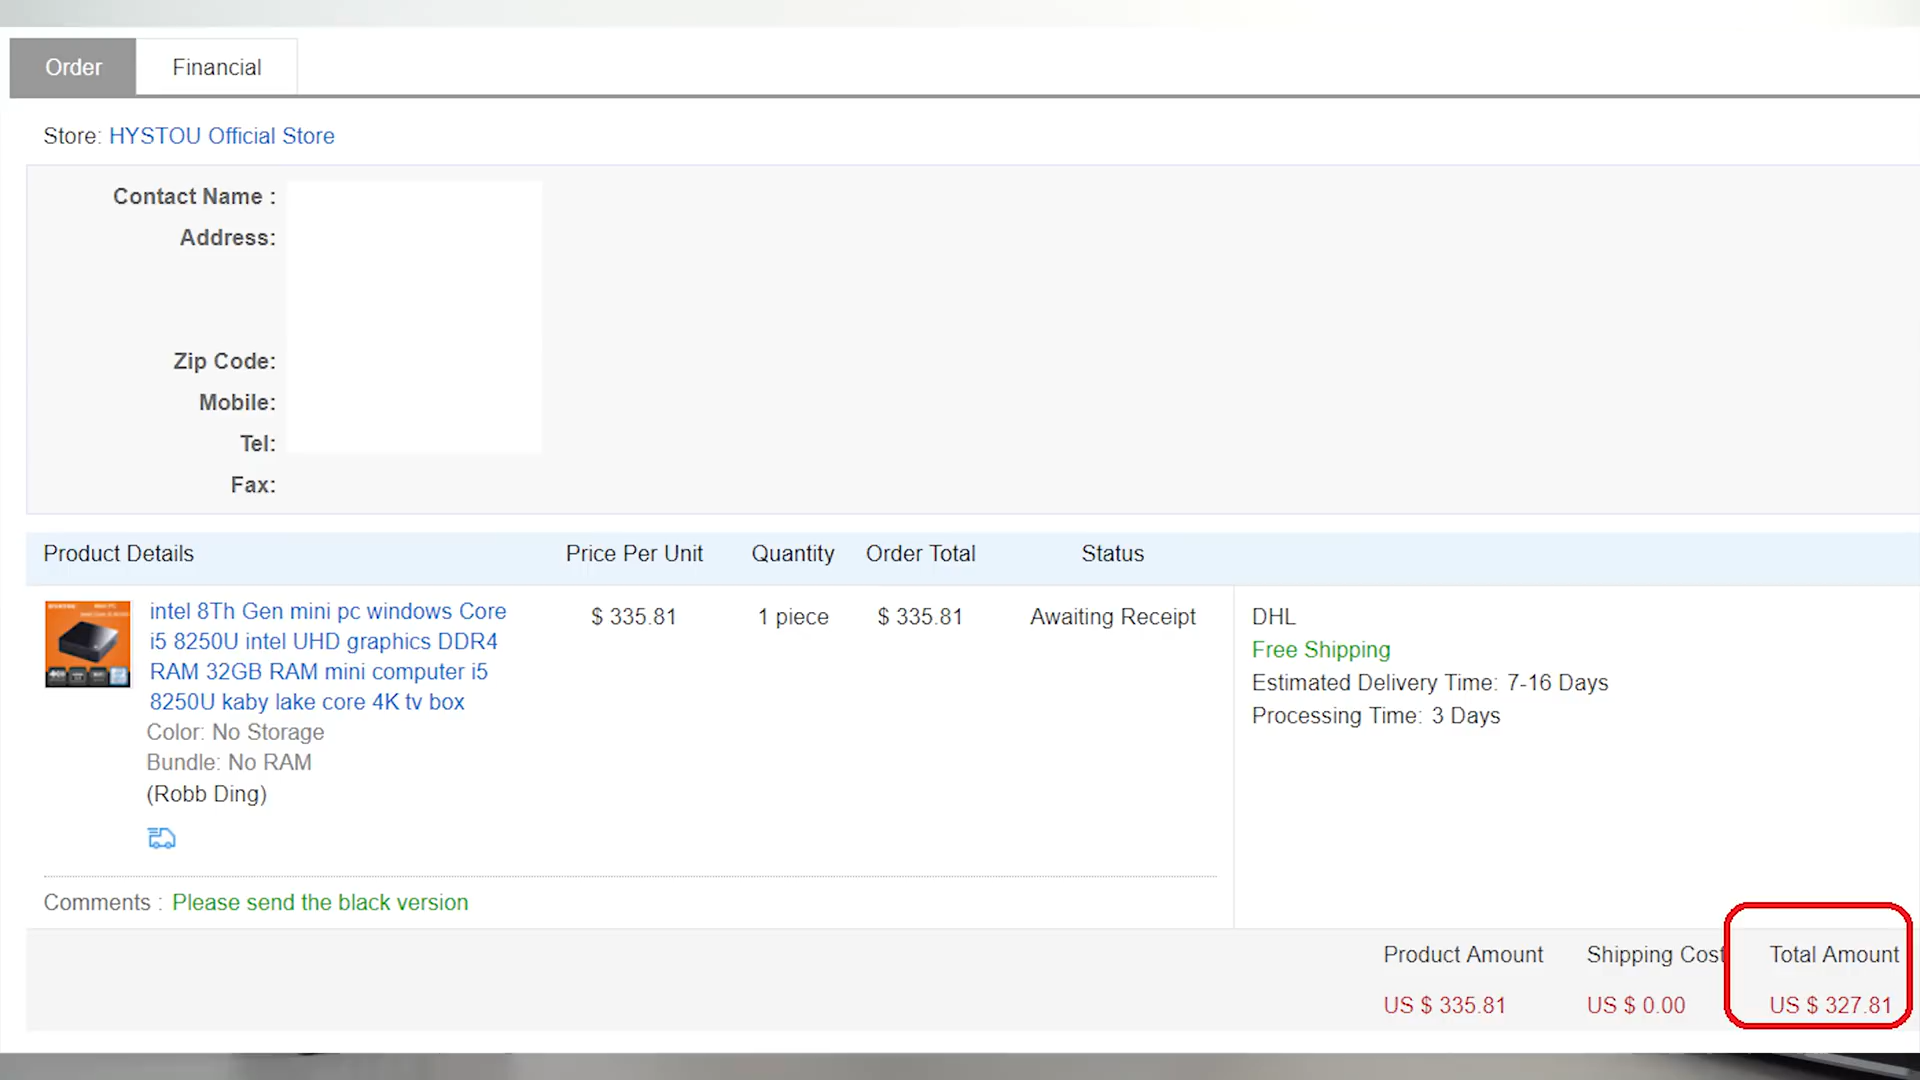 Order
Financial
Store: HYSTOU Official Store
Contact Name :
Address:
Zip Code:
Mobile:
Tel:
Fax:
Product Details Price Per Unit Quantity Order Total Status
intel 8Th Gen mini pc windows Core
i5 8250U intel UHD graphics DDR4
RAM 32GB RAM mini computer i5
8250U kaby lake core 4K tv box
Color: No Storage
Bundle: No RAM
(Robb Ding)
$ 335.81 1 piece $ 335.81 Awaiting Receipt
DHL
Free Shipping
Estimated Delivery Time: 7-16 Days
Processing Time: 3 Days
Comments : Please send the black version
Product Amount Shipping Cost Total Amount
US $ 335.81 US $ 0.00 US $ 327.81